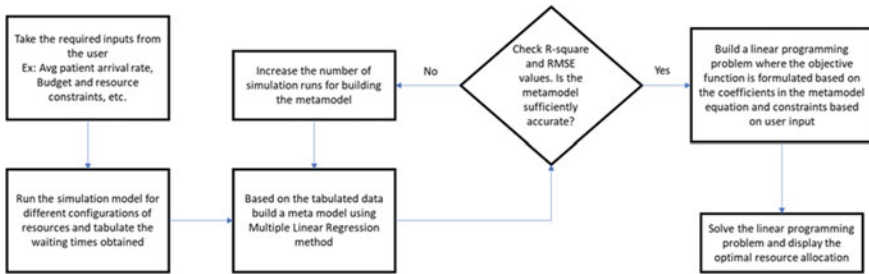 Take the required inputs from
the user
Ex: Avg patient arrival rate,
Budget and resource
constraints, etc.
Run the simulation model for
different configurations of
resources and tabulate the
waiting times obtained
Increase the number of
simulation runs for building
the metamodel
Based on the tabulated data
build a meta model using
Multiple Linear Regression
method
No
Check R-square
and RMSE
values. Is the
metamodel
sufficiently
accurate?
Yes
Build a linear programming
problem where the objective
function is formulated based on
the coefficients in the metamodel
equation and constraints based
on user input
Solve the linear programming
problem and display the
optimal resource allocation